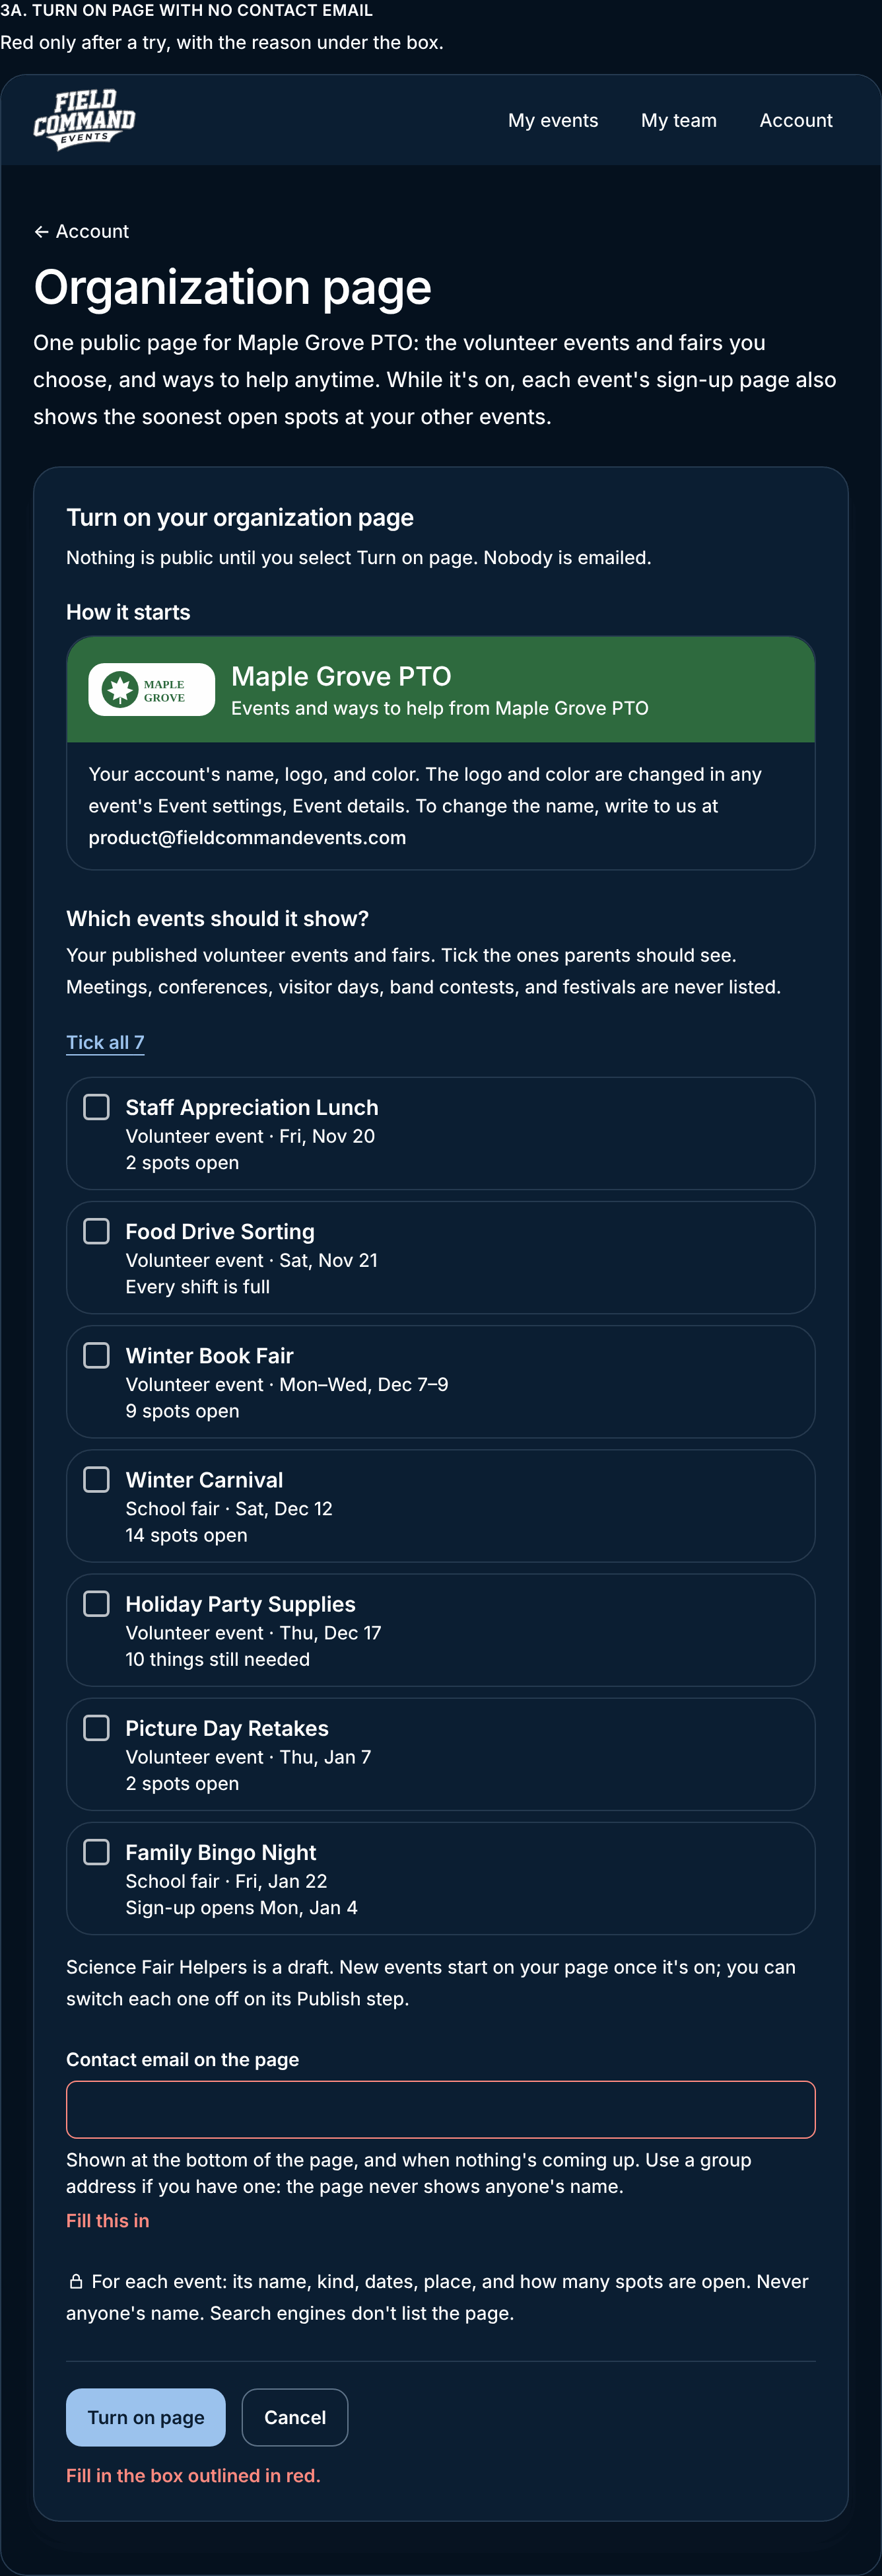 3A. TURN ON PAGE WITH NO CONTACT EMAIL
Red only after a try, with the reason under the box.
FIELD
COMMAND
EVENTS
My events
My team
Account
← Account
Organization page
One public page for Maple Grove PTO: the volunteer events and fairs you
choose, and ways to help anytime. While it's on, each event's sign-up page also
shows the soonest open spots at your other events.
Turn on your organization page
Nothing is public until you select Turn on page. Nobody is emailed.
How it starts
MAPLE
GROVE
Maple Grove PTO
Events and ways to help from Maple Grove PTO
Your account's name, logo, and color. The logo and color are changed in any
event's Event settings, Event details. To change the name, write to us at
product@fieldcommandevents.com
Which events should it show?
Your published volunteer events and fairs. Tick the ones parents should see.
Meetings, conferences, visitor days, band contests, and festivals are never listed.
Tick all 7
Staff Appreciation Lunch
Volunteer event · Fri, Nov 20
2 spots open
Food Drive Sorting
Volunteer event · Sat, Nov 21
Every shift is full
Winter Book Fair
Volunteer event · Mon–Wed, Dec 7–9
9 spots open
Winter Carnival
School fair · Sat, Dec 12
14 spots open
Holiday Party Supplies
Volunteer event · Thu, Dec 17
10 things still needed
Picture Day Retakes
Volunteer event · Thu, Jan 7
2 spots open
Family Bingo Night
School fair · Fri, Jan 22
Sign-up opens Mon, Jan 4
Science Fair Helpers is a draft. New events start on your page once it's on; you can
switch each one off on its Publish step.
Contact email on the page
Shown at the bottom of the page, and when nothing's coming up. Use a group
address if you have one: the page never shows anyone's name.
Fill this in
For each event: its name, kind, dates, place, and how many spots are open. Never
anyone's name. Search engines don't list the page.
Turn on page
Cancel
Fill in the box outlined in red.